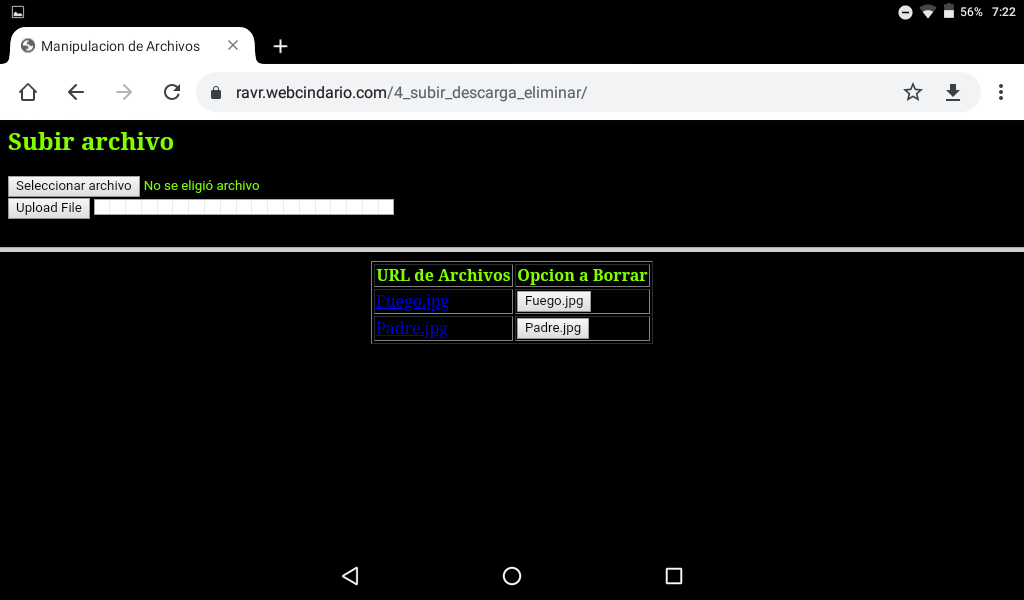 56% 7:22
Manipulacion de Archivos
ravr.webcindario.com/4_subir_descarga_eliminar/
Subir archivo
Seleccionar archivo No se eligió archivo
Upload File
URL de Archivos Opcion a Borrar
Fuego.jpg Fuego.jpg
Padre.jpg Padre.jpg